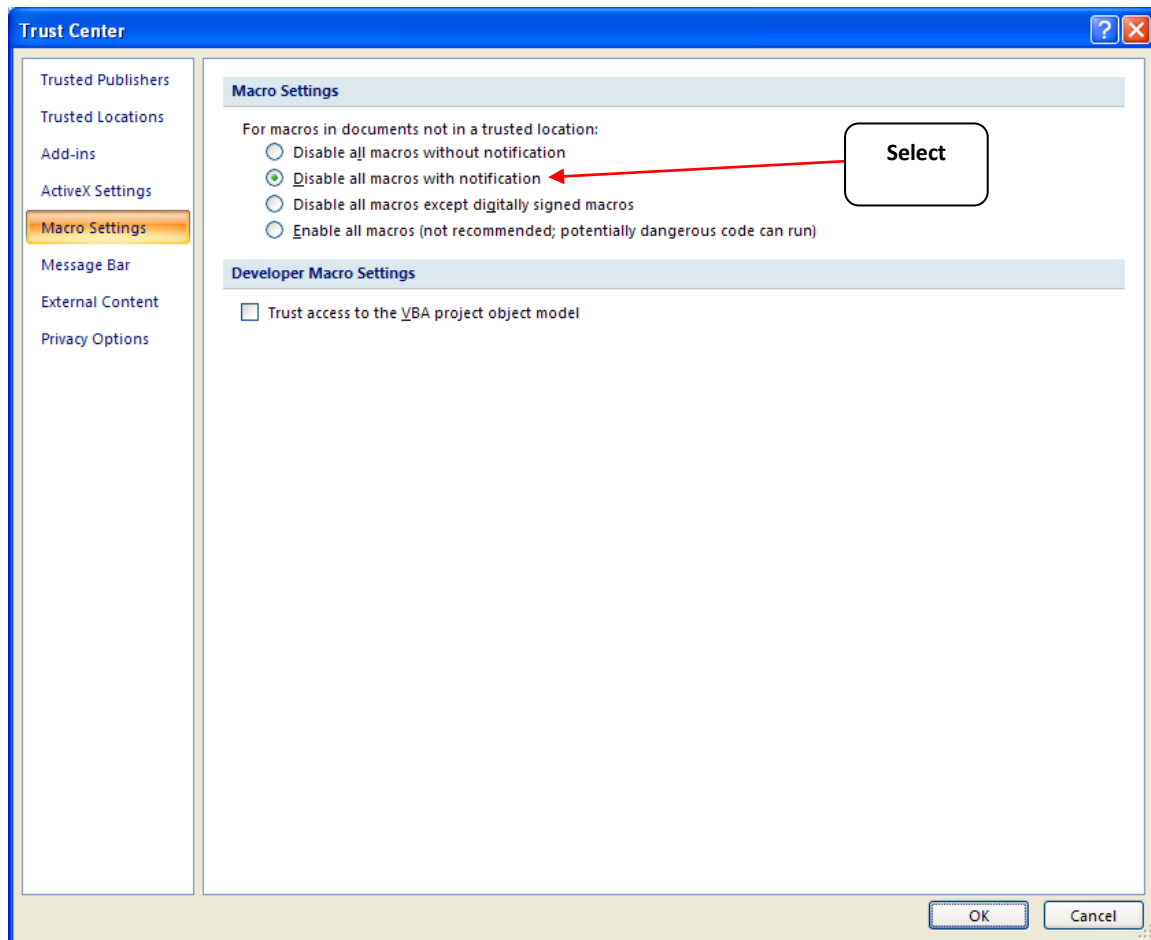 Trust Center
Trusted Publishers
Trusted Locations
Add-ins
ActiveX Settings
Macro Settings
Message Bar
External Content
Privacy Options
Macro Settings
For macros in documents not in a trusted location:
Disable all macros without notification
Disable all macros with notification
Disable all macros except digitally signed macros
Enable all macros (not recommended; potentially dangerous code can run)
Select
Developer Macro Settings
Trust access to the VBA project object model
OK
Cancel